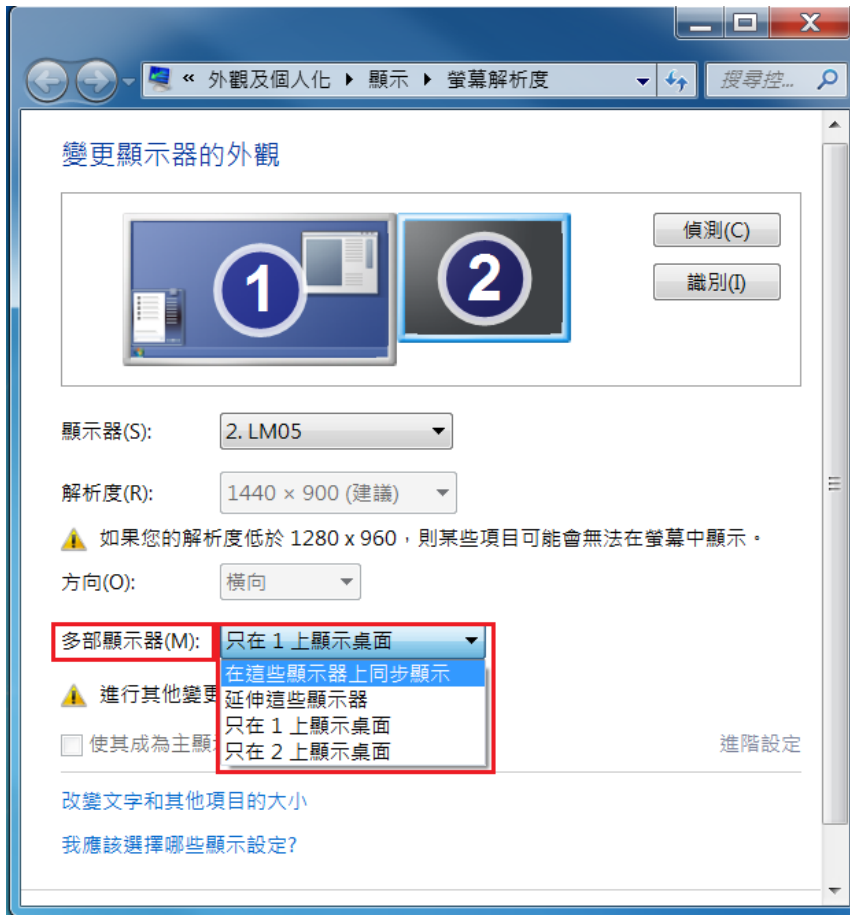 « 外觀及個人化 ▶ 顯示 ▶ 螢幕解析度
搜尋控...
變更顯示器的外觀
1
2
偵測(C)
識別(I)
顯示器(S):
2. LM05
解析度(R):
1440 × 900 (建議)
如果您的解析度低於 1280 x 960，則某些項目可能會無法在螢幕中顯示。
方向(O):
橫向
多部顯示器(M):
只在 1 上顯示桌面
在這些顯示器上同步顯示
進行其他變更
延伸這些顯示器
只在 1 上顯示桌面
使其成為主顯
只在 2 上顯示桌面
進階設定
改變文字和其他項目的大小
我應該選擇哪些顯示設定?